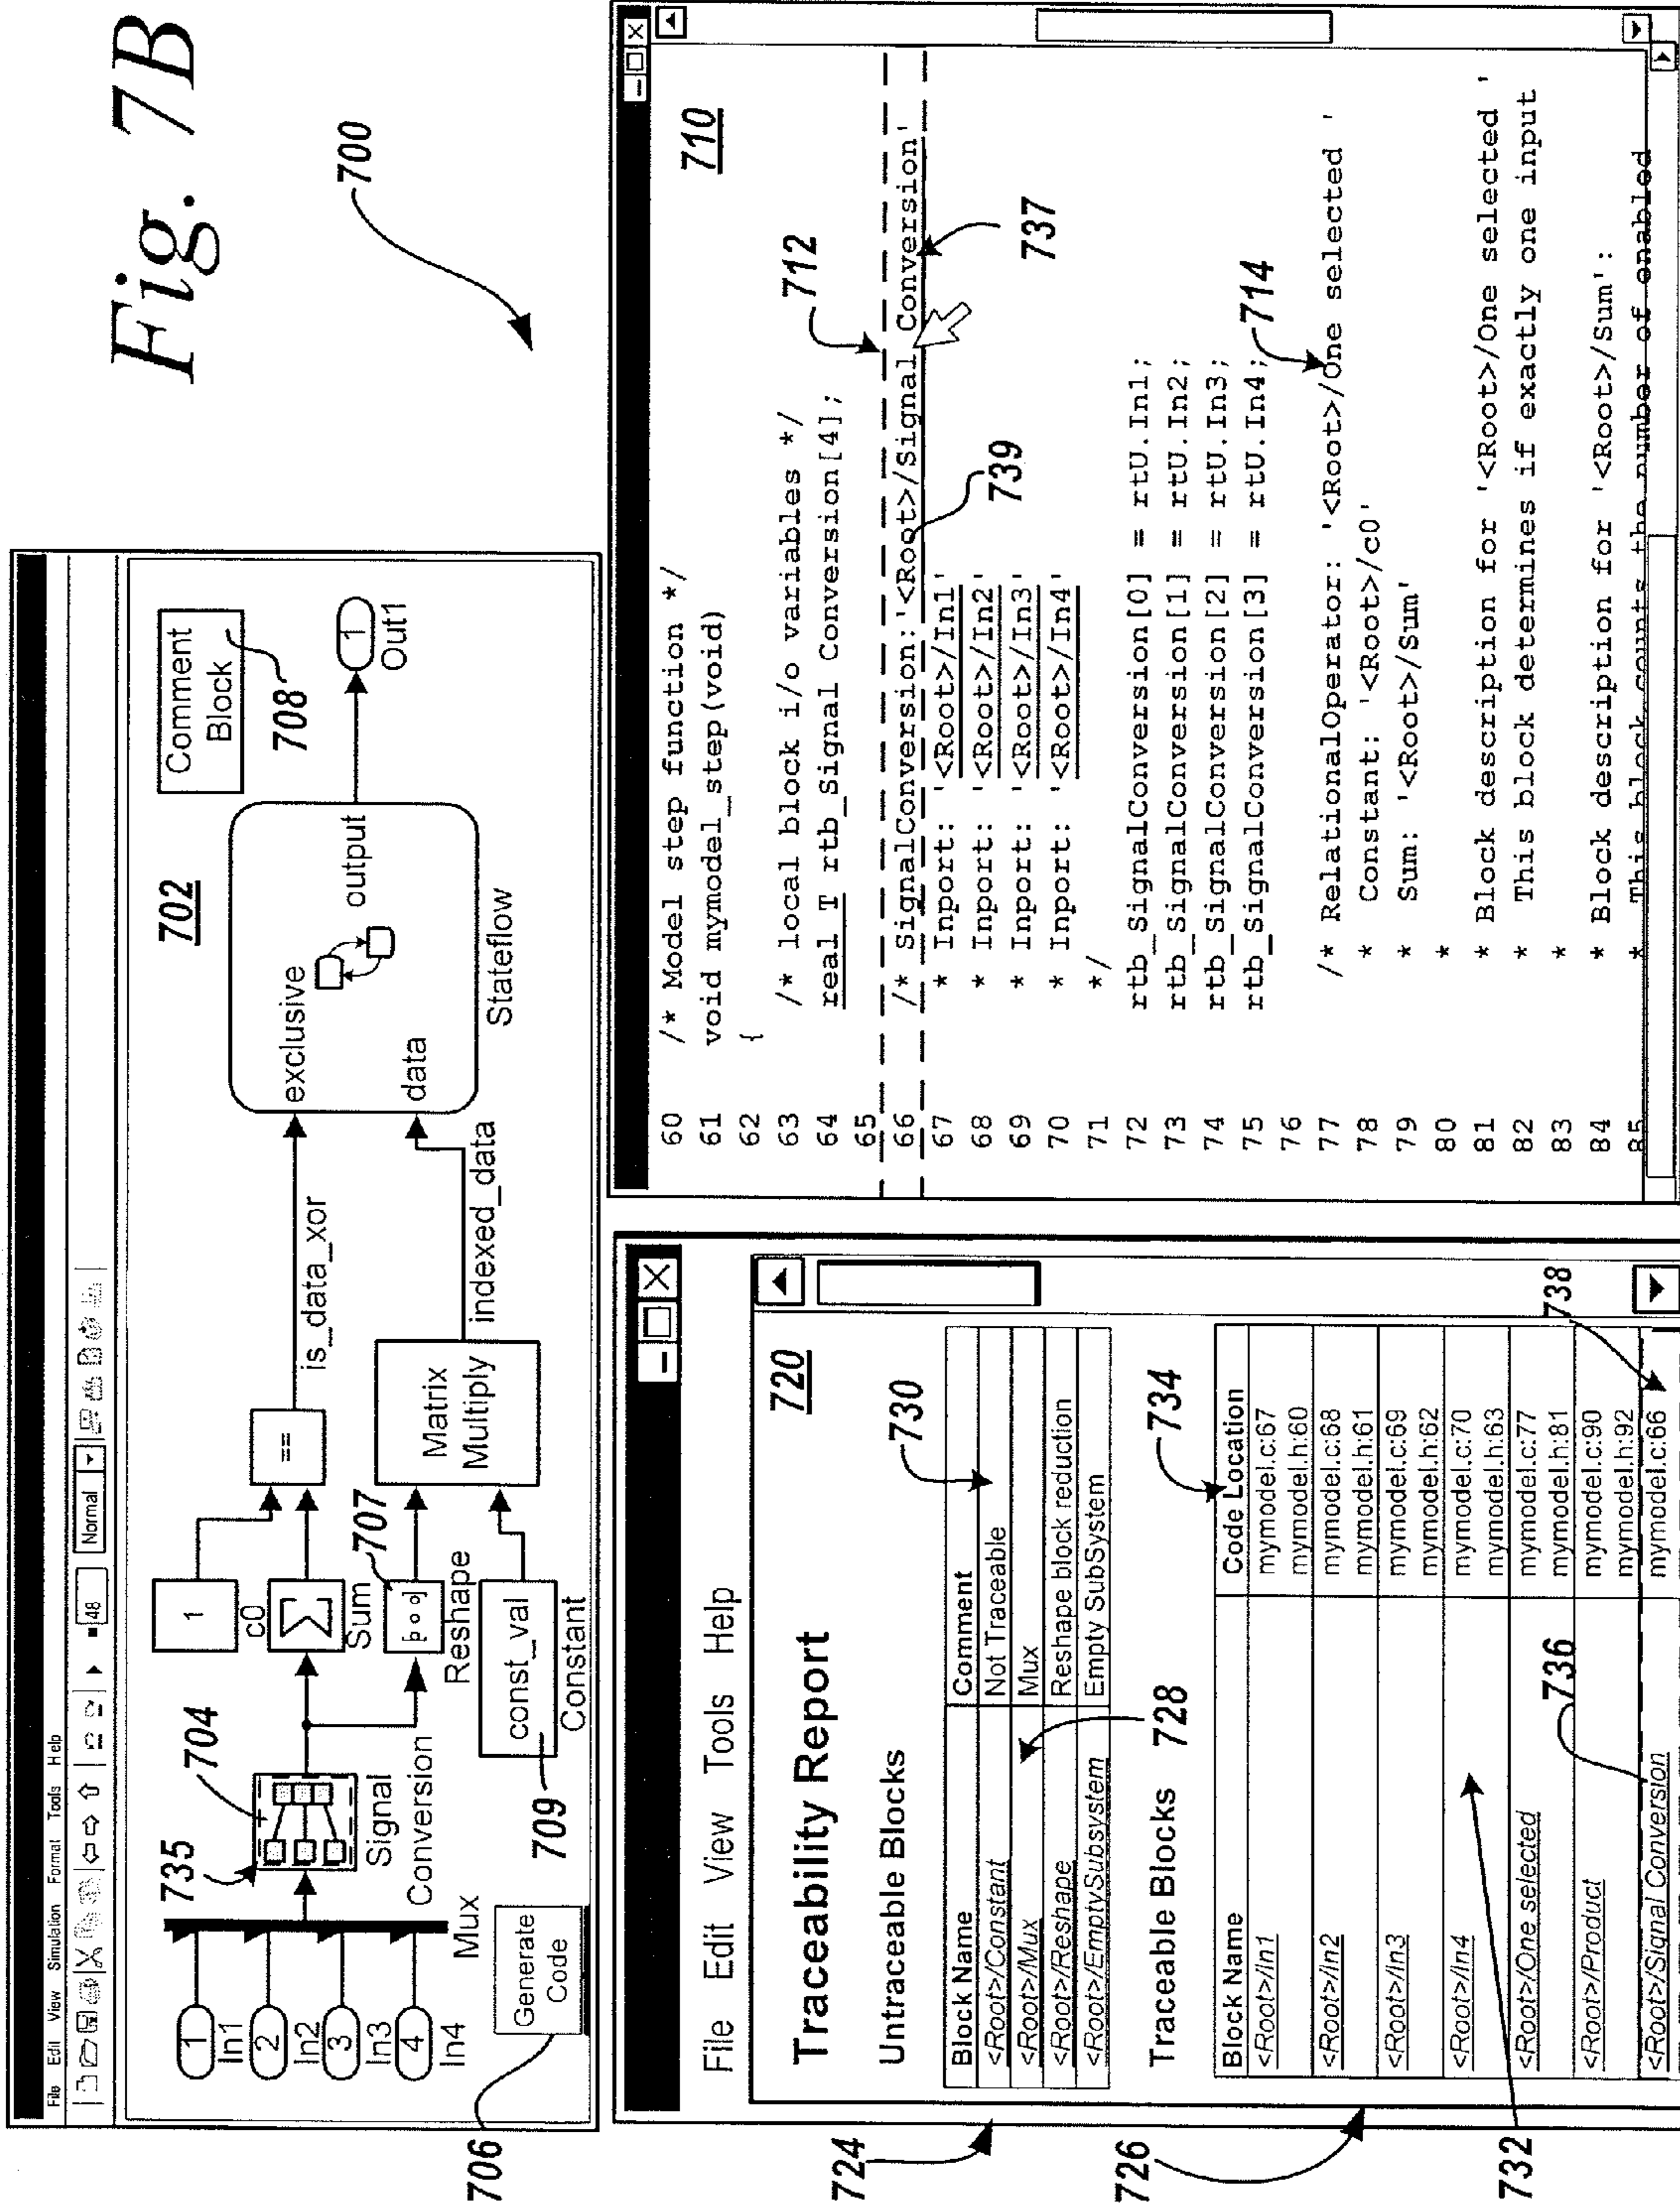 Fig. 7B
700
File Edit View Simulation Format Tools Help
48
Normal
702
735
704
1
In1
2
In2
3
In3
4
In4
Mux
Signal
Conversion
1
c0
Sum
707
Reshape
const_val
Constant
709
==
is_data_xor
Matrix
Multiply
indexed_data
exclusive
data
output
Stateflow
Comment
Block
708
1
Out1
Generate
Code
706
File Edit View Tools Help
720
Traceability Report
Untraceable Blocks
724
730
Block Name Comment
<Root>/Constant Not Traceable
<Root>/Mux Mux
<Root>/Reshape Reshape block reduction
<Root>/EmptySubsystem Empty SubSystem
728
Traceable Blocks
726
734
Block Name Code Location
<Root>/In1 mymodel.c:67
mymodel.h:60
<Root>/In2 mymodel.c:68
mymodel.h:61
<Root>/In3 mymodel.c:69
mymodel.h:62
<Root>/In4 mymodel.c:70
mymodel.h:63
<Root>/One selected mymodel.c:77
mymodel.h:81
<Root>/Product mymodel.c:90
mymodel.h:92
<Root>/Signal Conversion mymodel.c:66
732
736
738
710
60 /* Model step function */
61 void mymodel_step(void)
62 {
63 /* local block i/o variables */
64 real T rtb_Signal Conversion[4];
65
66 /* SignalConversion:'<Root>/Signal Conversion'
67 * Inport: '<Root>/In1'
68 * Inport: '<Root>/In2'
69 * Inport: '<Root>/In3'
70 * Inport: '<Root>/In4'
71 */
72 rtb_SignalConversion[0] = rtU.In1;
73 rtb_SignalConversion[1] = rtU.In2;
74 rtb_SignalConversion[2] = rtU.In3;
75 rtb_SignalConversion[3] = rtU.In4;
76
77 /* RelationalOperator: '<Root>/One selected '
78 * Constant: '<Root>/c0'
79 * Sum: '<Root>/Sum'
80 *
81 * Block description for '<Root>/One selected '
82 * This block determines if exactly one input
83 *
84 * Block description for '<Root>/Sum':
85 * This block counts the number of enabled
712
737
739
714